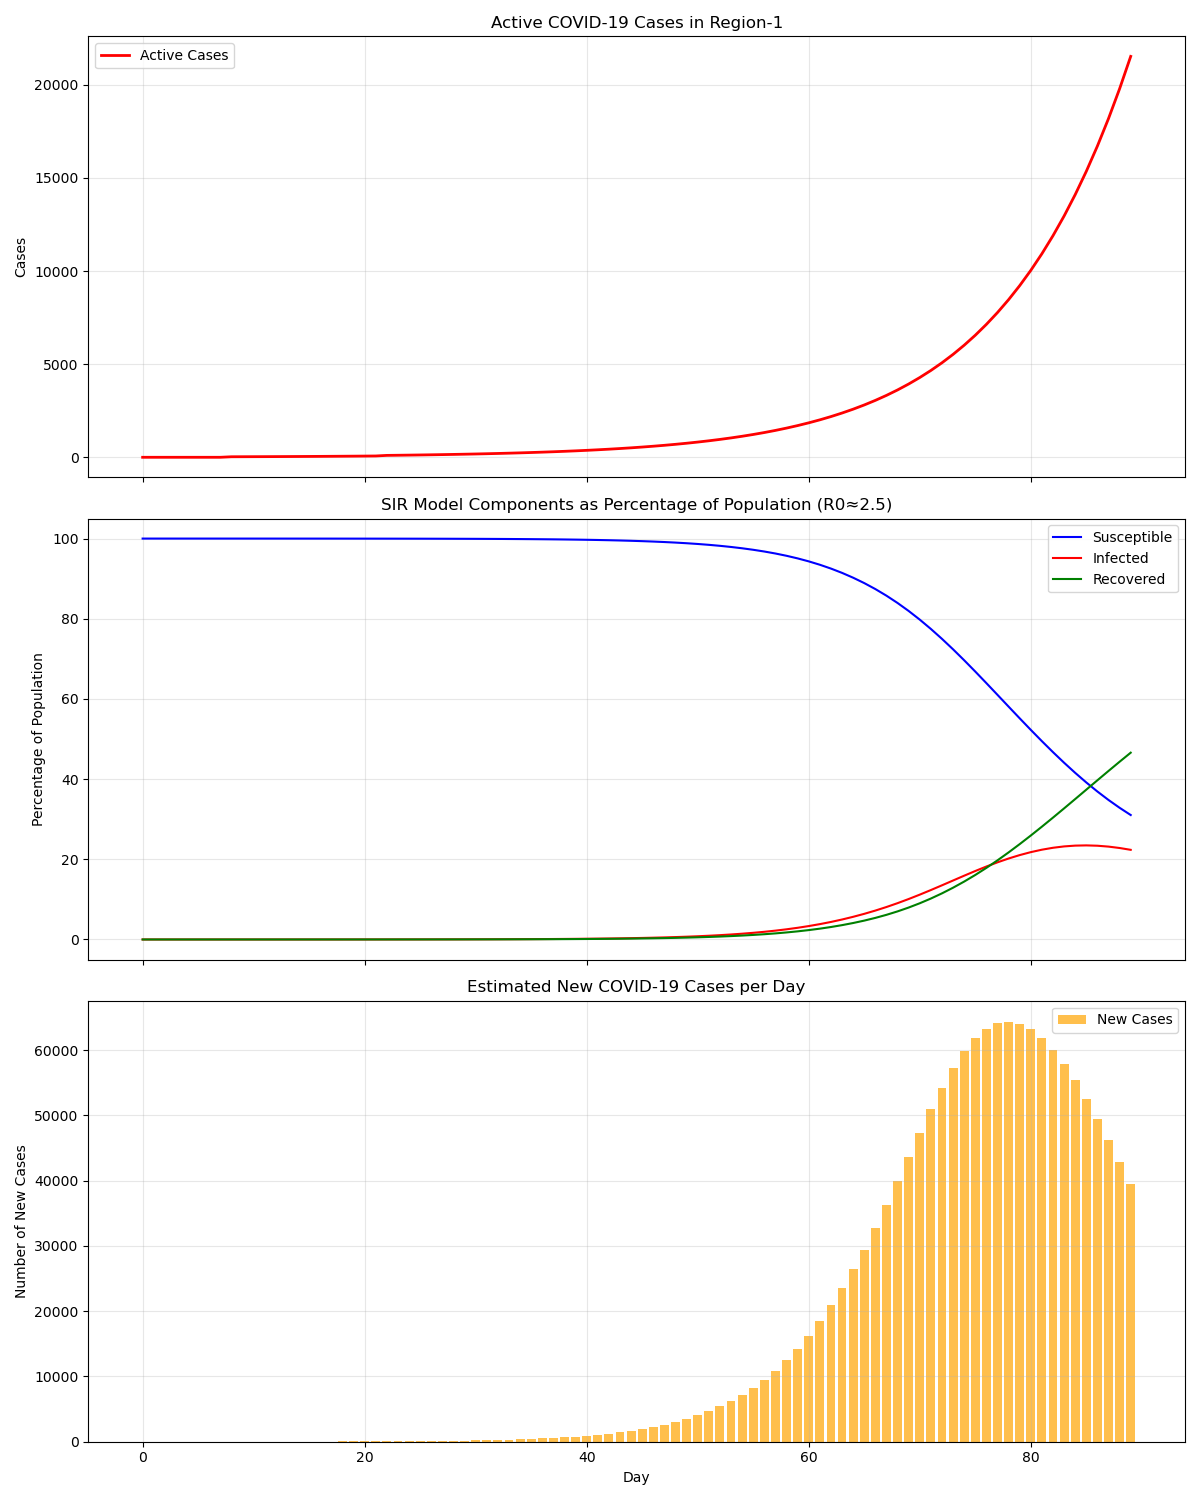 Active COVID-19 Cases in Region-1
Active Cases
20000
15000
10000
5000
0
Cases
SIR Model Components as Percentage of Population (R0≈2.5)
Susceptible
Infected
Recovered
100
80
60
40
20
0
Percentage of Population
Estimated New COVID-19 Cases per Day
New Cases
60000
50000
40000
30000
20000
10000
0
Number of New Cases
0 20 40 60 80
Day